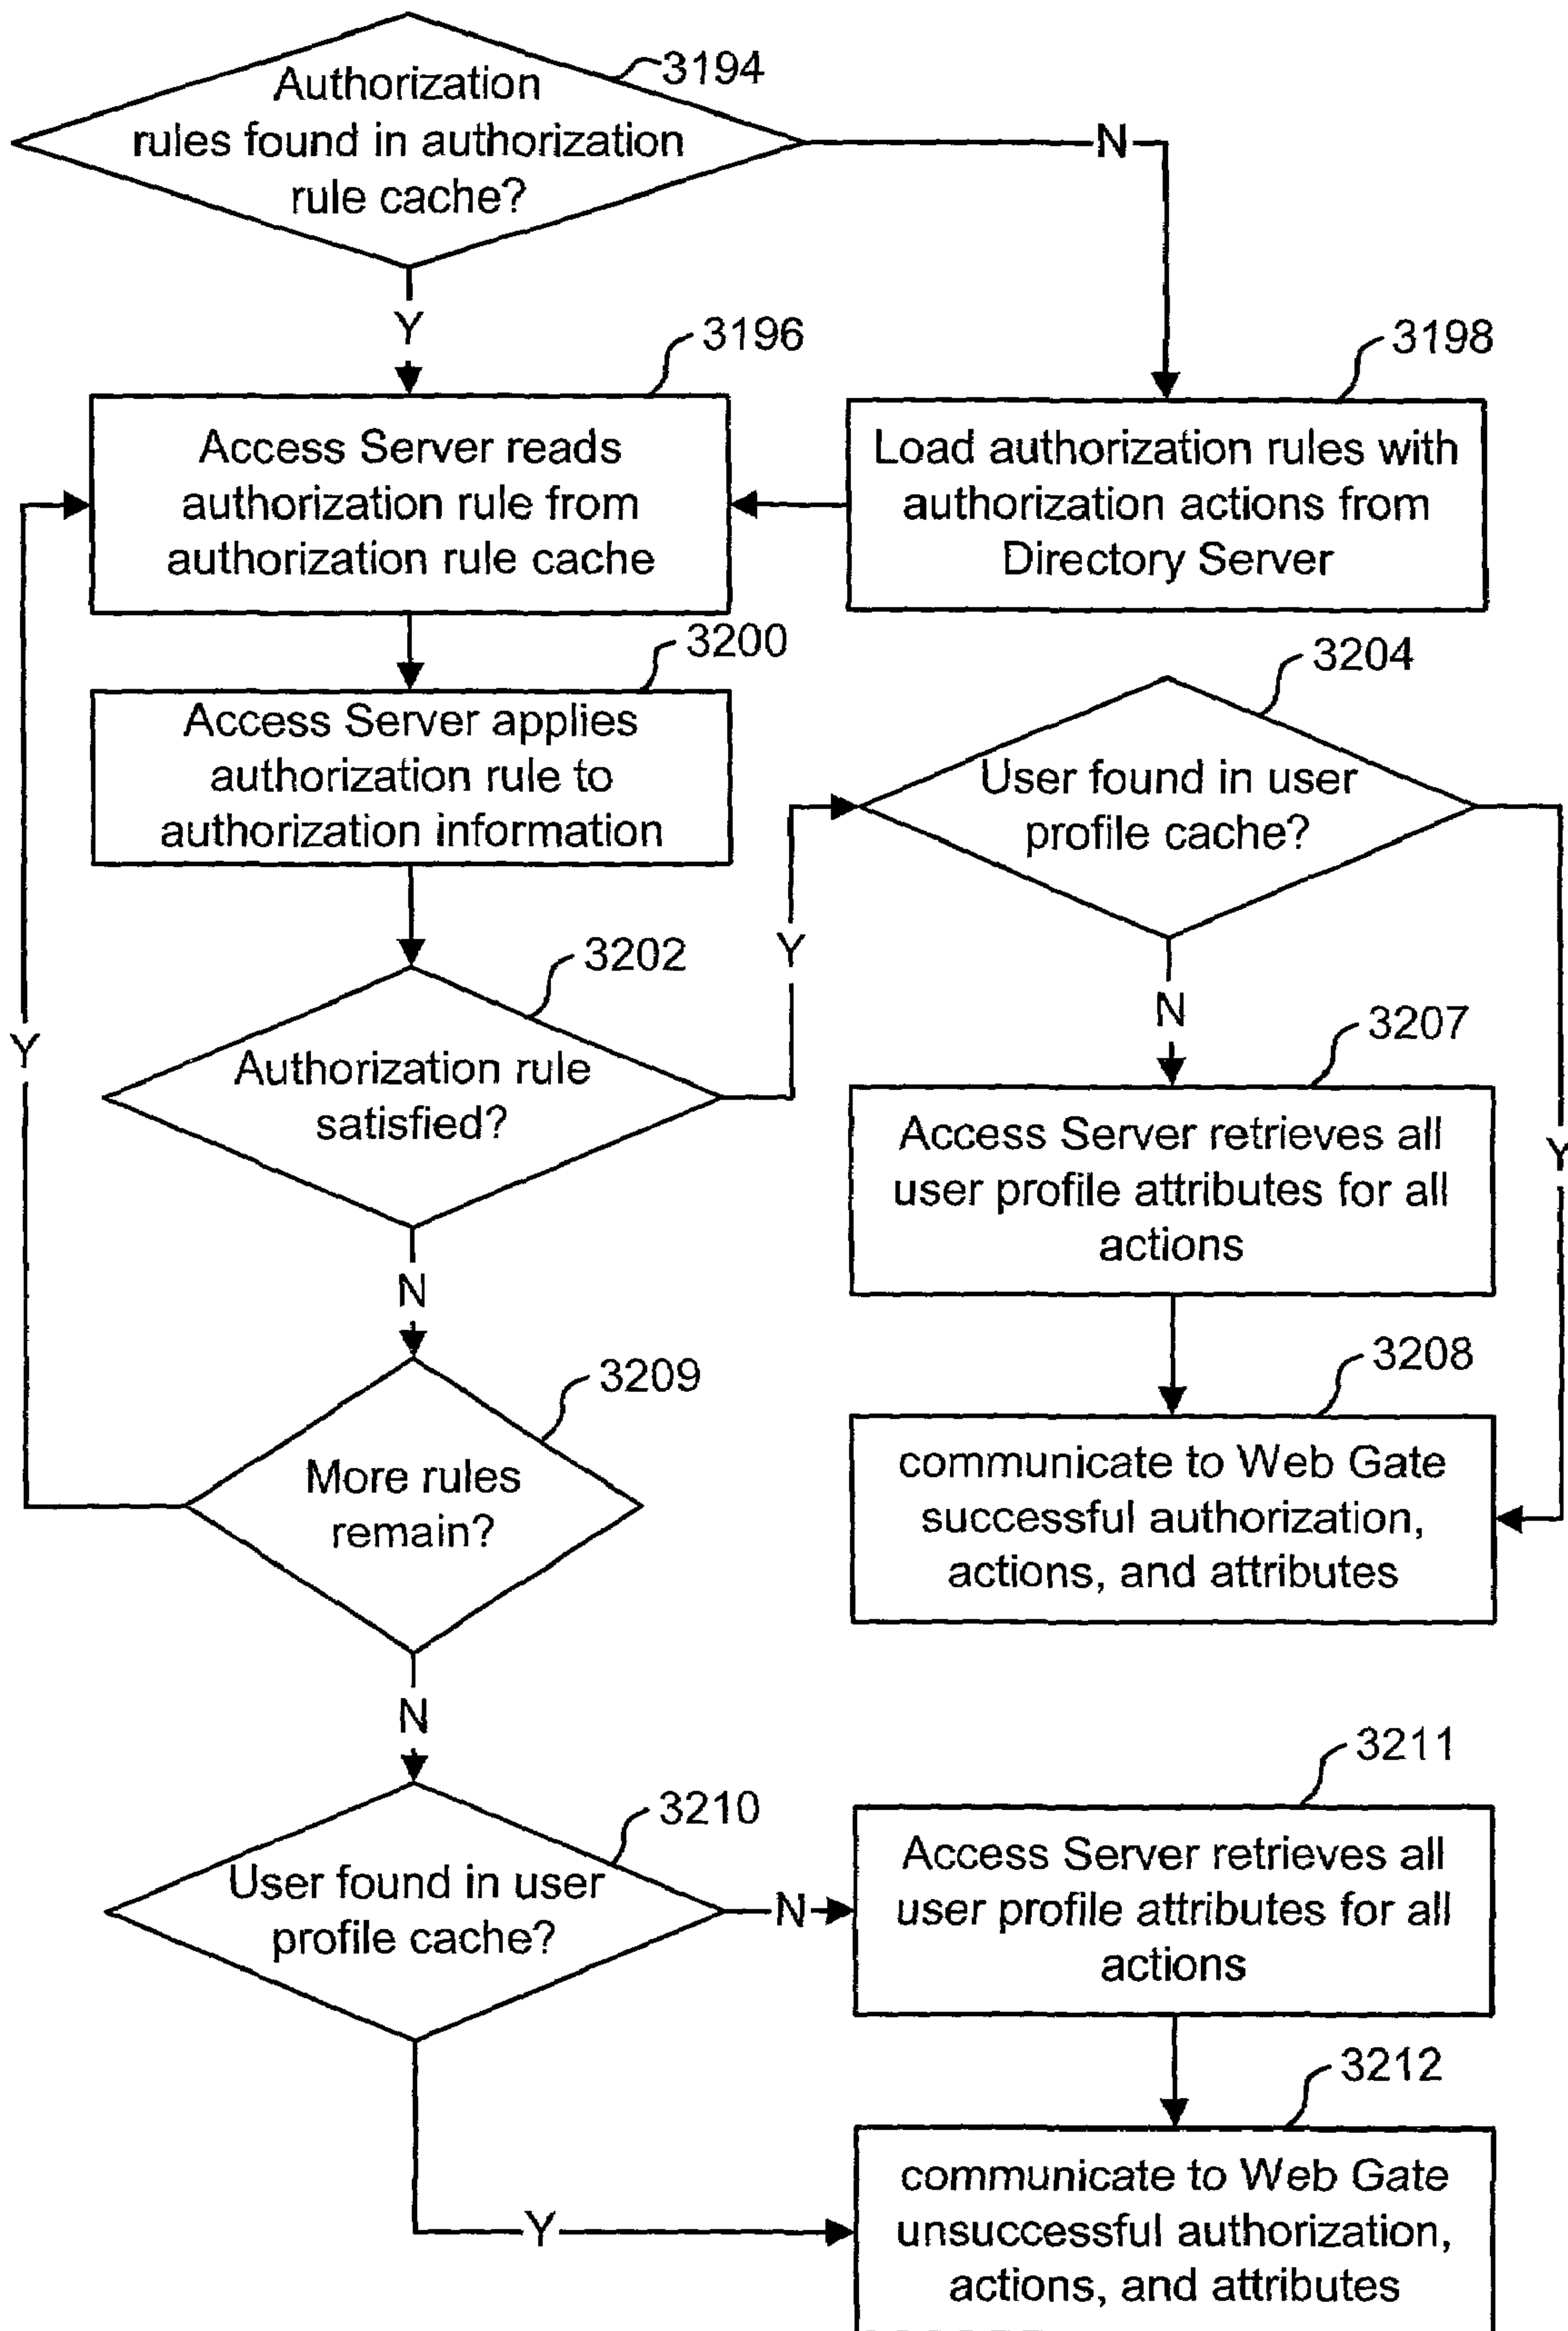 Authorization
rules found in authorization
rule cache?
3194
N
Y
3196
Access Server reads
authorization rule from
authorization rule cache
3198
Load authorization rules with
authorization actions from
Directory Server
3200
Access Server applies
authorization rule to
authorization information
3204
User found in user
profile cache?
Y
N
Y
3202
Authorization rule
satisfied?
Y
N
3207
Access Server retrieves all
user profile attributes for all
actions
3208
communicate to Web Gate
successful authorization,
actions, and attributes
3209
More rules
remain?
N
3210
User found in user
profile cache?
N
Y
3211
Access Server retrieves all
user profile attributes for all
actions
3212
communicate to Web Gate
unsuccessful authorization,
actions, and attributes